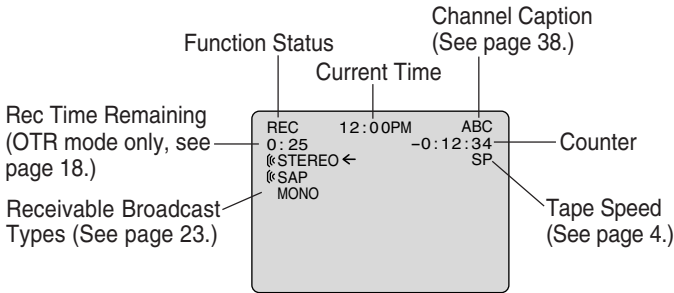 Channel Caption
(See page 38.)
Function Status
Current Time
Rec Time Remaining
(OTR mode only, see
page 18.)
REC 12:00PM ABC
0:25 -0:12:34
STEREO← SP
SAP
MONO
Counter
Receivable Broadcast
Types (See page 23.)
Tape Speed
(See page 4.)